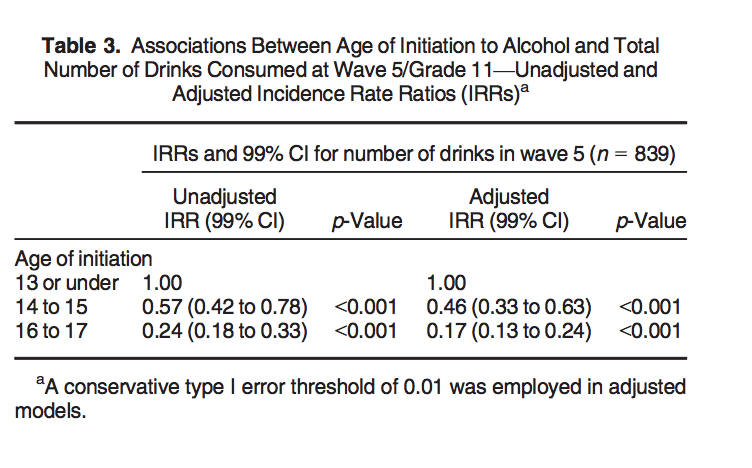 Table 3. Associations Between Age of Initiation to Alcohol and Total
Number of Drinks Consumed at Wave 5/Grade 11—Unadjusted and
Adjusted Incidence Rate Ratios (IRRs)a
IRRs and 99% CI for number of drinks in wave 5 (n = 839)
Unadjusted Adjusted
IRR (99% CI) p-Value IRR (99% CI) p-Value
Age of initiation
13 or under 1.00 1.00
14 to 15 0.57 (0.42 to 0.78) <0.001 0.46 (0.33 to 0.63) <0.001
16 to 17 0.24 (0.18 to 0.33) <0.001 0.17 (0.13 to 0.24) <0.001
aA conservative type I error threshold of 0.01 was employed in adjusted
models.